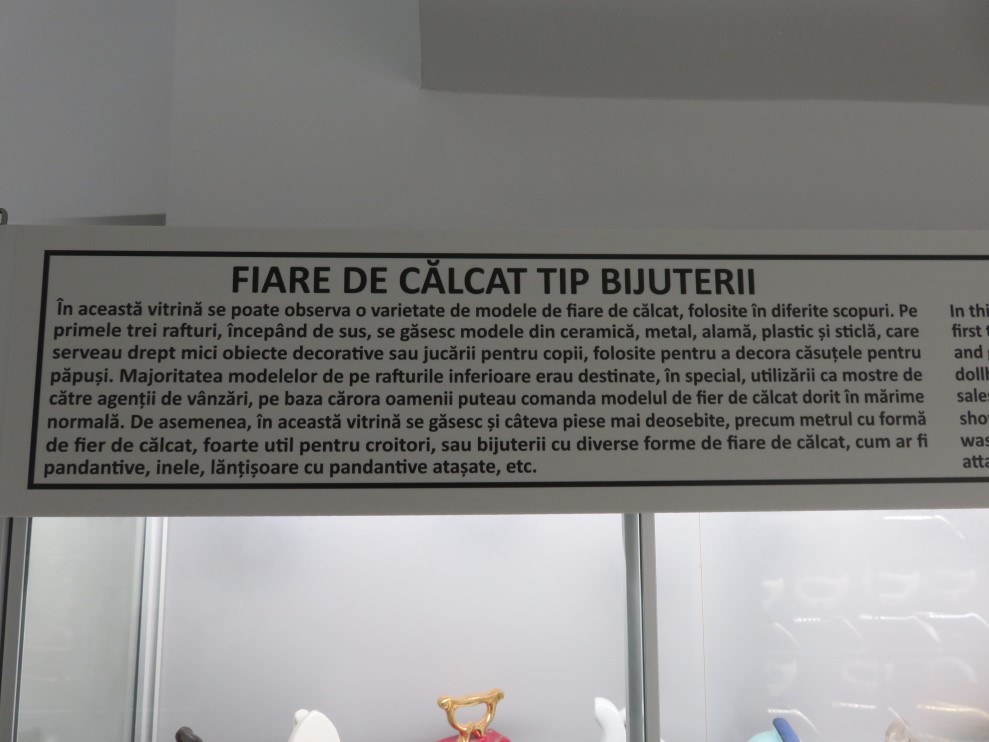 FIARE DE CĂLCAT TIP BIJUTERII
În această vitrină se poate observa o varietate de modele de fiare de călcat, folosite în diferite scopuri. Pe
primele trei rafturi, începând de sus, se găsesc modele din ceramică, metal, alamă, plastic și sticlă, care
serveau drept mici obiecte decorative sau jucării pentru copii, folosite pentru a decora căsuțele pentru
păpuși. Majoritatea modelelor de pe rafturile inferioare erau destinate, în special, utilizării ca mostre de
către agenții de vânzări, pe baza cărora oamenii puteau comanda modelul de fier de călcat dorit în mărime
normală. De asemenea, în această vitrină se găsesc și câteva piese mai deosebite, precum metrul cu formă
de fier de călcat, foarte util pentru croitori, sau bijuterii cu diverse forme de fiare de călcat, cum ar fi
pandantive, inele, lănțișoare cu pandantive atașate, etc.
In
first
and